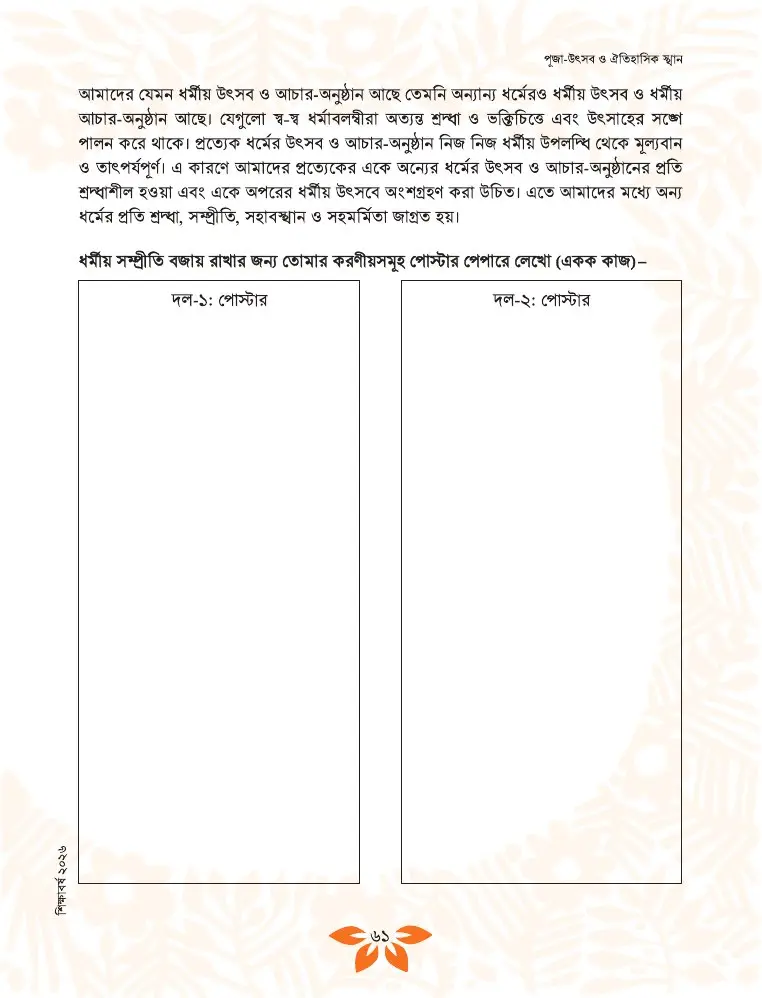 পূজা-উৎসব ও ঐতিহাসিক স্থান
আমাদের যেমন ধর্মীয় উৎসব ও আচার-অনুষ্ঠান আছে তেমনি অন্যান্য ধর্মেরও ধর্মীয় উৎসব ও ধর্মীয়
আচার-অনুষ্ঠান আছে। যেগুলো স্ব-স্ব ধর্মাবলম্বীরা অত্যন্ত শ্রদ্ধা ও ভক্তিচিত্তে এবং উৎসাহের সঙ্গে
পালন করে থাকে। প্রত্যেক ধর্মের উৎসব ও আচার-অনুষ্ঠান নিজ নিজ ধর্মীয় উপলব্ধি থেকে মূল্যবান
ও তাৎপর্যপূর্ণ। এ কারণে আমাদের প্রত্যেকের একে অন্যের ধর্মের উৎসব ও আচার-অনুষ্ঠানের প্রতি
শ্রদ্ধাশীল হওয়া এবং একে অপরের ধর্মীয় উৎসবে অংশগ্রহণ করা উচিত। এতে আমাদের মধ্যে অন্য
ধর্মের প্রতি শ্রদ্ধা, সম্প্রীতি, সহাবস্থান ও সহমর্মিতা জাগ্রত হয়।
ধর্মীয় সম্প্রীতি বজায় রাখার জন্য তোমার করণীয়সমূহ পোস্টার পেপারে লেখো (একক কাজ)–
দল-১: পোস্টার
দল-২: পোস্টার
শিক্ষাবর্ষ ২০২৬
৬১